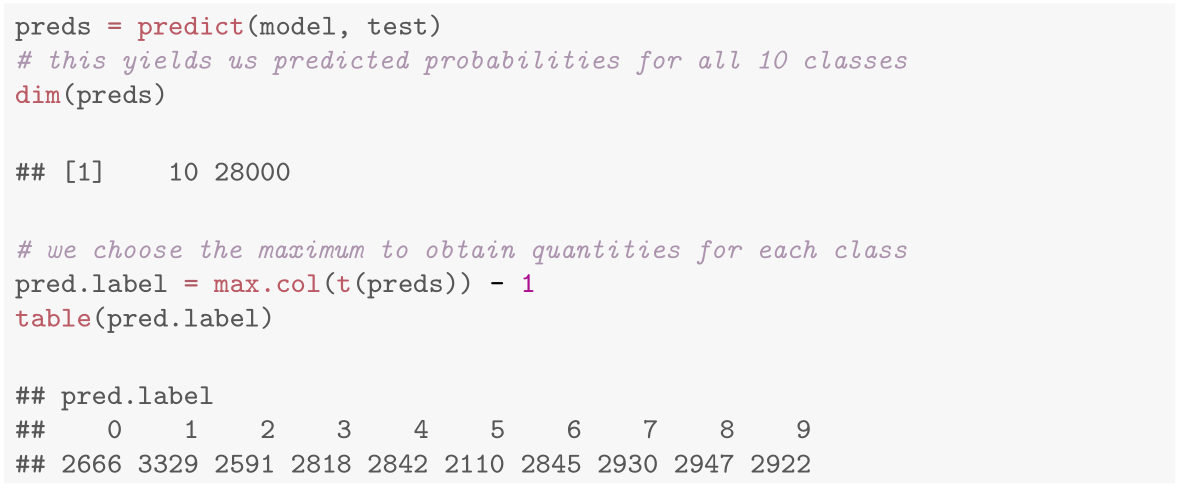 preds = predict(model, test)
# this yields us predicted probabilities for all 10 classes
dim(preds)
## [1]    10 28000
# we choose the maximum to obtain quantities for each class
pred.label = max.col(t(preds)) - 1
table(pred.label)
## pred.label
##    0    1    2    3    4    5    6    7    8    9
## 2666 3329 2591 2818 2842 2110 2845 2930 2947 2922